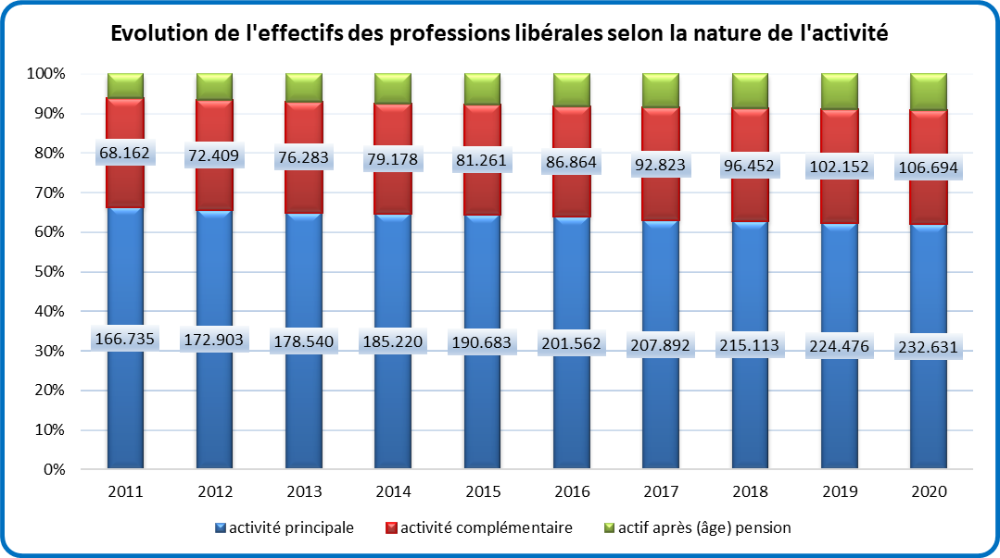 Evolution de l'effectifs des professions libérales selon la nature de l'activité
100%
90%
80%
70%
60%
50%
40%
30%
20%
10%
0%
68.162 72.409 76.283 79.178 81.261 86.864 92.823 96.452 102.152 106.694
166.735 172.903 178.540 185.220 190.683 201.562 207.892 215.113 224.476 232.631
2011 2012 2013 2014 2015 2016 2017 2018 2019 2020
activité principale activité complémentaire actif après (âge) pension